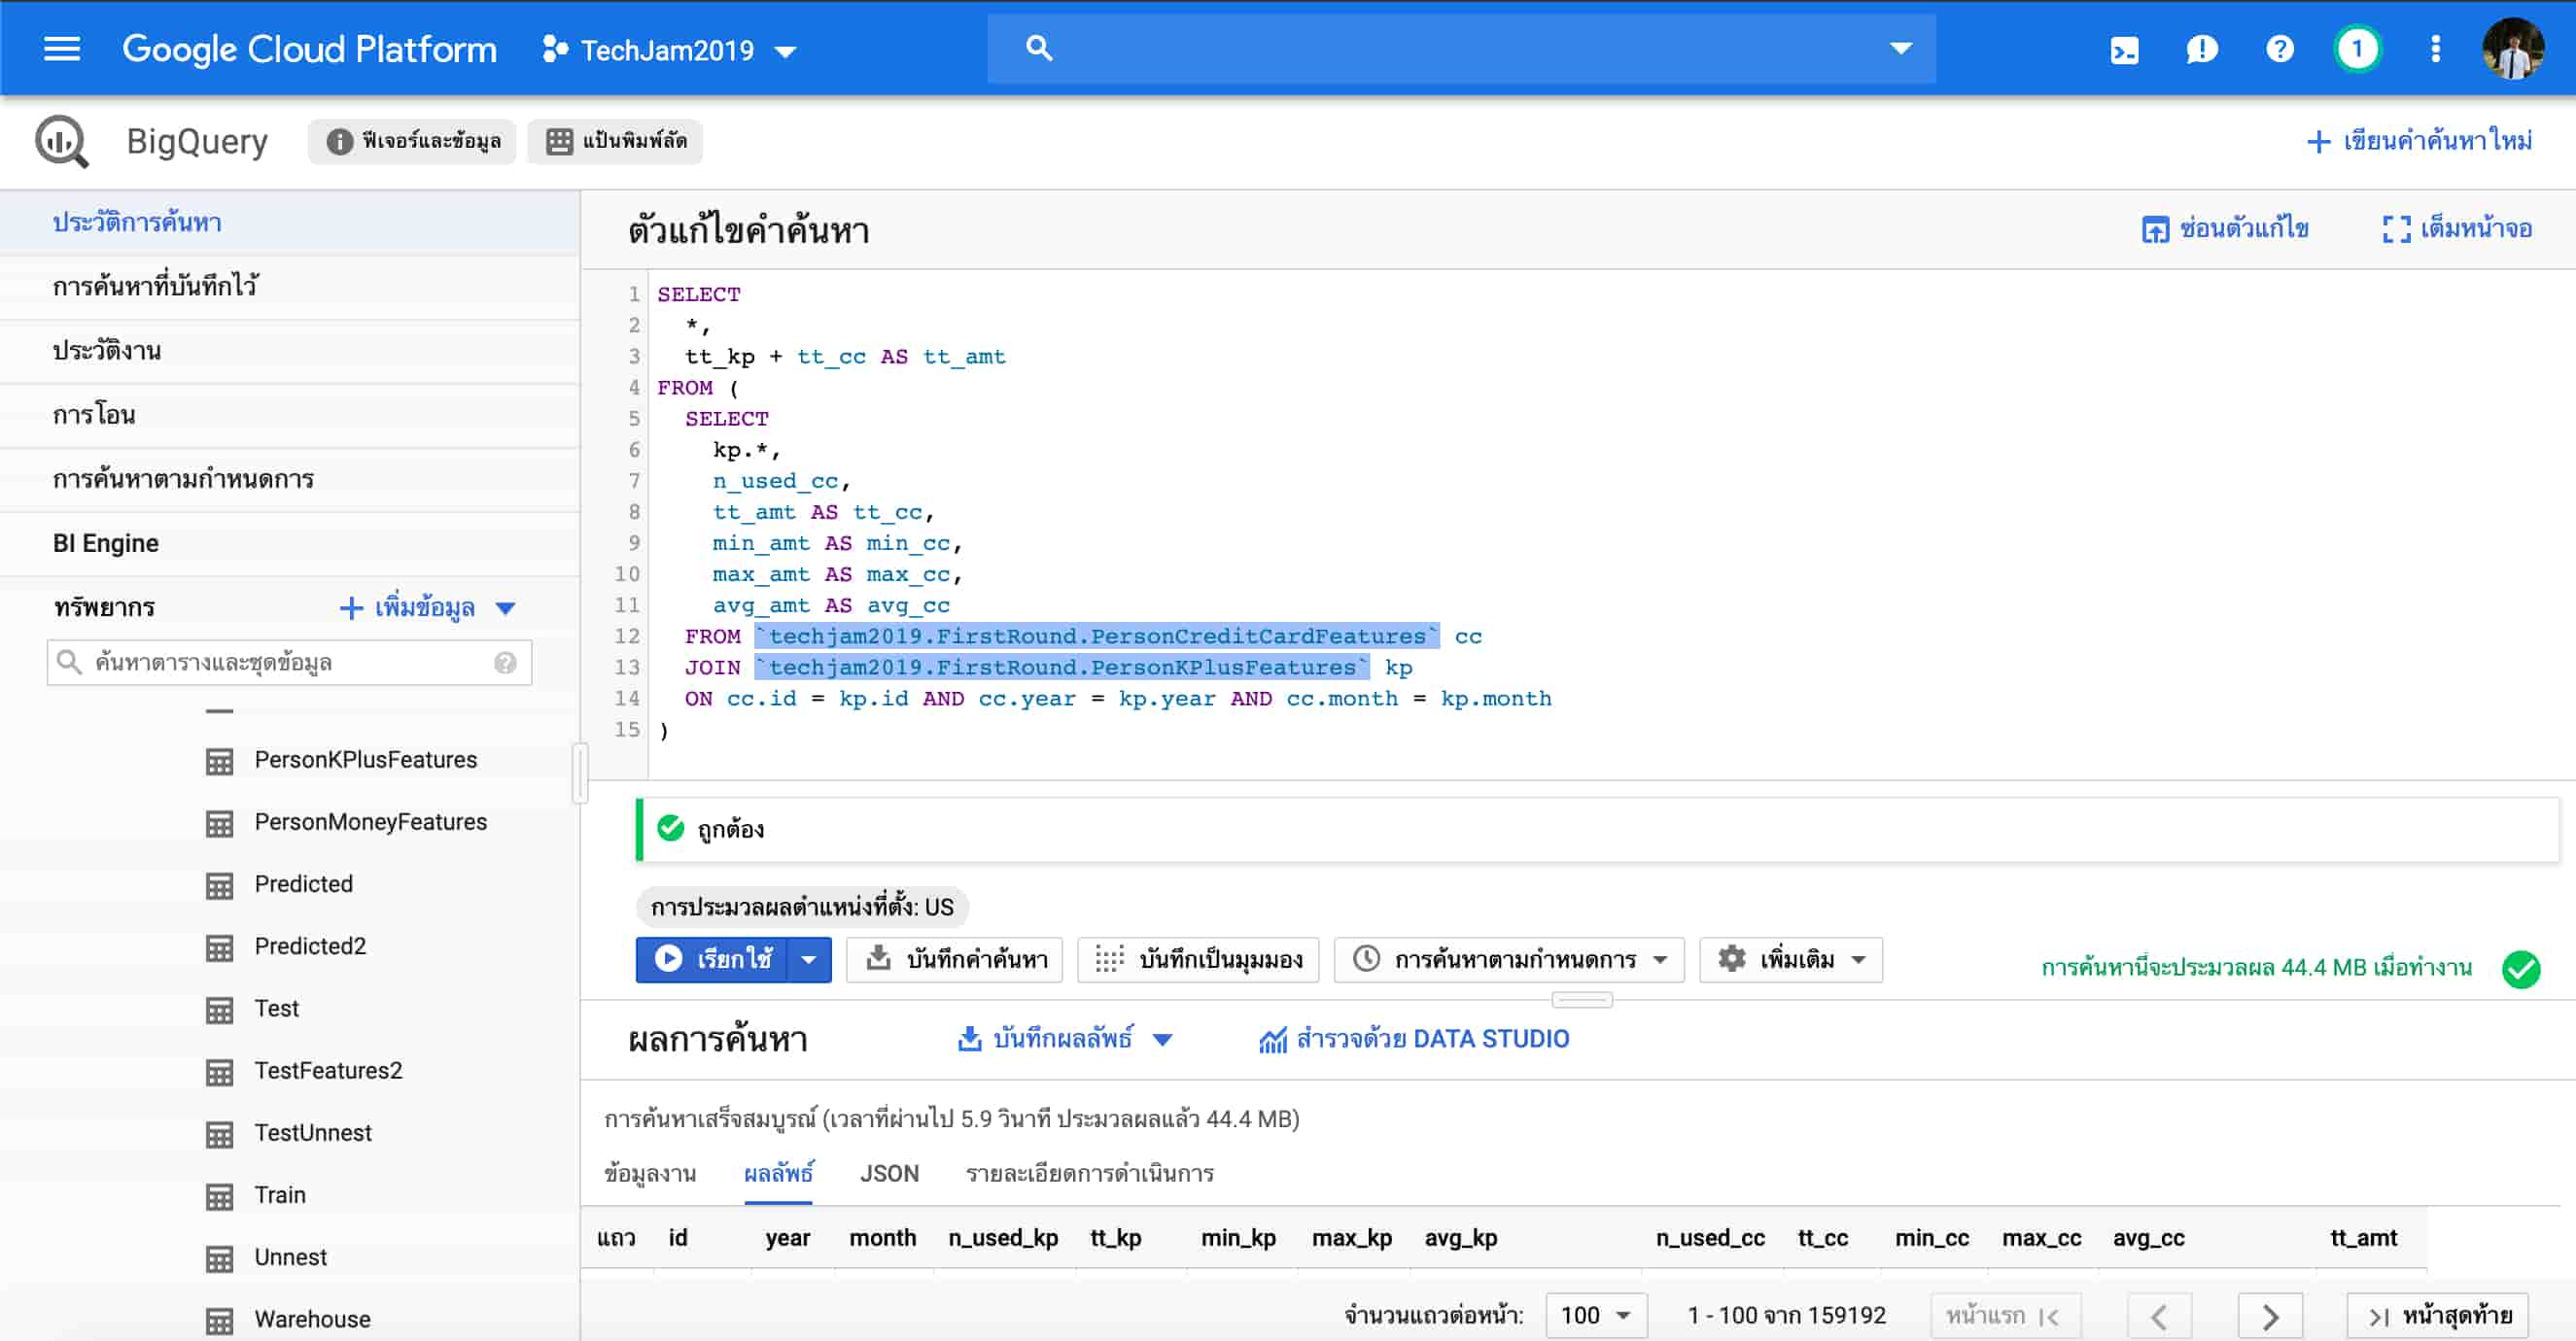 Google Cloud Platform TechJam2019 1
BigQuery ฟีเจอร์และข้อมูล แป้นพิมพ์ลัด + เขียนคำค้นหาใหม่
ประวัติการค้นหา
การค้นหาที่บันทึกไว้
ประวัติงาน
การโอน
การค้นหาตามกำหนดการ
BI Engine
ทรัพยากร + เพิ่มข้อมูล
ค้นหาตารางและชุดข้อมูล
PersonKPlusFeatures
PersonMoneyFeatures
Predicted
Predicted2
Test
TestFeatures2
TestUnnest
Train
Unnest
Warehouse
ตัวแก้ไขคำค้นหา ซ่อนตัวแก้ไข เต็มหน้าจอ
1 SELECT
2 *,
3 tt_kp + tt_cc AS tt_amt
4 FROM (
5 SELECT
6 kp.*,
7 n_used_cc,
8 tt_amt AS tt_cc,
9 min_amt AS min_cc,
10 max_amt AS max_cc,
11 avg_amt AS avg_cc
12 FROM `techjam2019.FirstRound.PersonCreditCardFeatures` cc
13 JOIN `techjam2019.FirstRound.PersonKPlusFeatures` kp
14 ON cc.id = kp.id AND cc.year = kp.year AND cc.month = kp.month
15 )
ถูกต้อง
การประมวลผลตำแหน่งที่ตั้ง: US
เรียกใช้ บันทึกคำค้นหา บันทึกเป็นมุมมอง การค้นหาตามกำหนดการ เพิ่มเติม การค้นหานี้จะประมวลผล 44.4 MB เมื่อทำงาน
ผลการค้นหา บันทึกผลลัพธ์ สำรวจด้วย DATA STUDIO
การค้นหาเสร็จสมบูรณ์ (เวลาที่ผ่านไป 5.9 วินาที ประมวลผลแล้ว 44.4 MB)
ข้อมูลงาน ผลลัพธ์ JSON รายละเอียดการดำเนินการ
แถว id year month n_used_kp tt_kp min_kp max_kp avg_kp n_used_cc tt_cc min_cc max_cc avg_cc tt_amt
จำนวนแถวต่อหน้า: 100 1 - 100 จาก 159192 หน้าแรก |< < > >| หน้าสุดท้าย